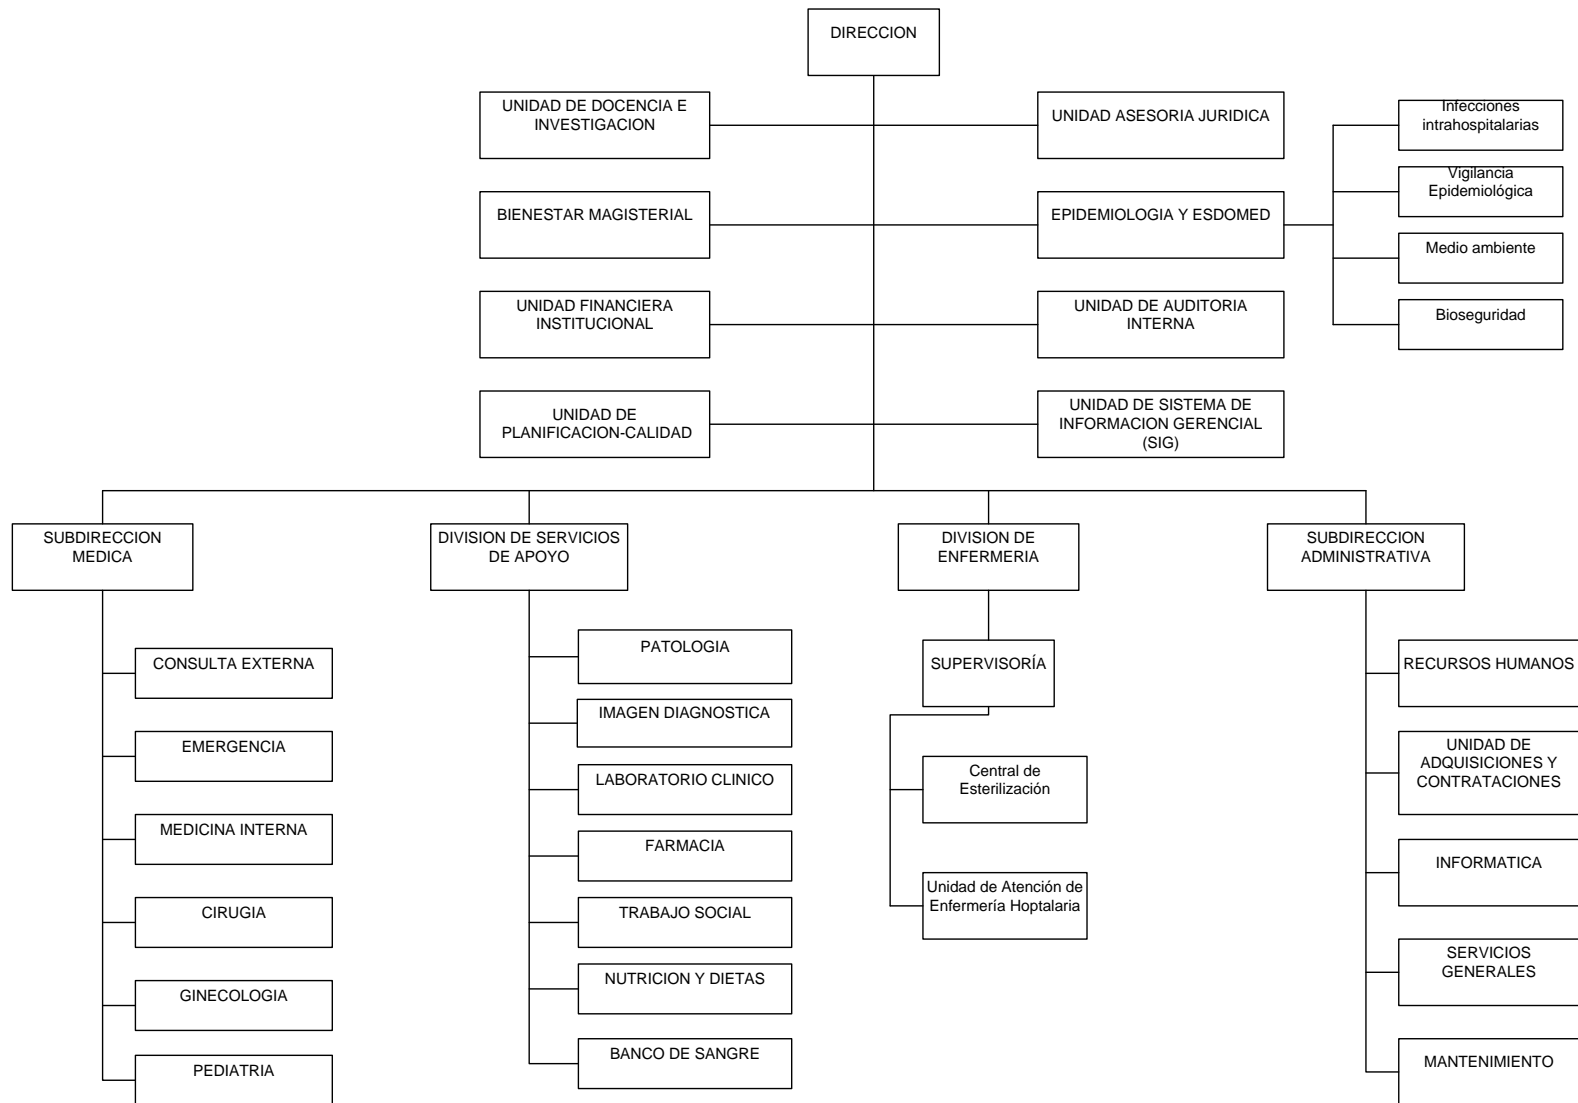 DIRECCION
UNIDAD DE DOCENCIA E
INVESTIGACION
UNIDAD ASESORIA JURIDICA
Infecciones
intrahospitalarias
Vigilancia
Epidemiológica
BIENESTAR MAGISTERIAL
EPIDEMIOLOGIA Y ESDOMED
Medio ambiente
UNIDAD FINANCIERA
INSTITUCIONAL
UNIDAD DE AUDITORIA
INTERNA
Bioseguridad
UNIDAD DE
PLANIFICACION-CALIDAD
UNIDAD DE SISTEMA DE
INFORMACION GERENCIAL
(SIG)
SUBDIRECCION
MEDICA
DIVISION DE SERVICIOS
DE APOYO
DIVISION DE
ENFERMERIA
SUBDIRECCION
ADMINISTRATIVA
CONSULTA EXTERNA
EMERGENCIA
MEDICINA INTERNA
CIRUGIA
GINECOLOGIA
PEDIATRIA
PATOLOGIA
IMAGEN DIAGNOSTICA
LABORATORIO CLINICO
FARMACIA
TRABAJO SOCIAL
NUTRICION Y DIETAS
BANCO DE SANGRE
SUPERVISORÍA
Central de
Esterilización
Unidad de Atención de
Enfermería Hoptalaria
RECURSOS HUMANOS
UNIDAD DE
ADQUISICIONES Y
CONTRATACIONES
INFORMATICA
SERVICIOS
GENERALES
MANTENIMIENTO